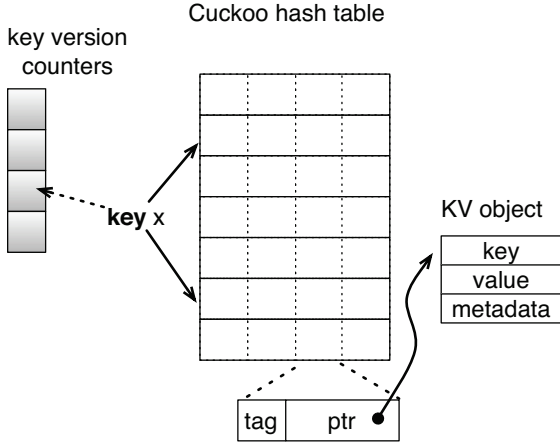 Cuckoo hash table
key version
counters
key x
KV object
key
value
metadata
tag ptr